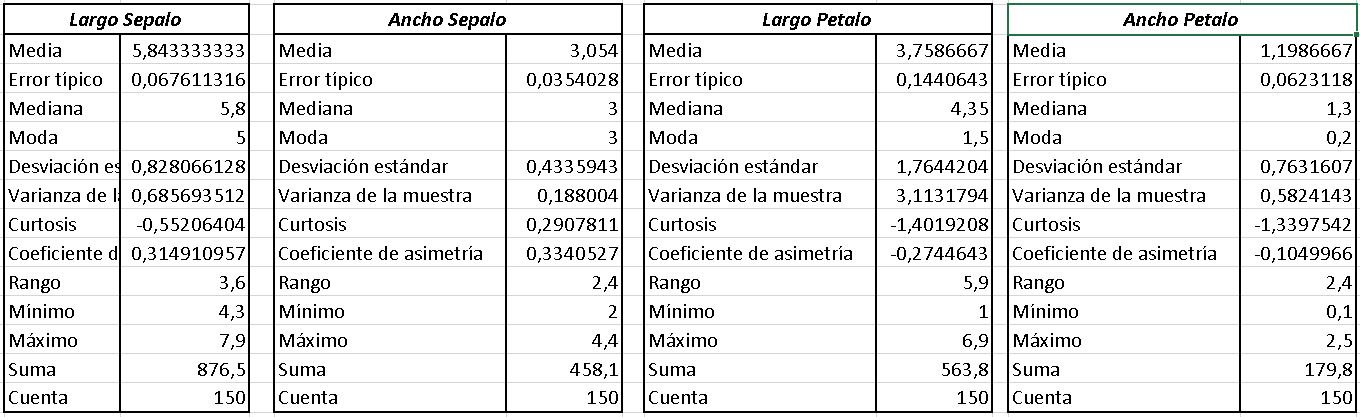 Largo Sepalo Ancho Sepalo Largo Petalo Ancho Petalo
Media 5,843333333 Media 3,054 Media 3,7586667 Media 1,1986667
Error típico 0,067611316 Error típico 0,0354028 Error típico 0,1440643 Error típico 0,0623118
Mediana 5,8 Mediana 3 Mediana 4,35 Mediana 1,3
Moda 5 Moda 3 Moda 1,5 Moda 0,2
Desviación es 0,828066128 Desviación estándar 0,4335943 Desviación estándar 1,7644204 Desviación estándar 0,7631607
Varianza de la 0,685693512 Varianza de la muestra 0,188004 Varianza de la muestra 3,1131794 Varianza de la muestra 0,5824143
Curtosis -0,55206404 Curtosis 0,2907811 Curtosis -1,4019208 Curtosis -1,3397542
Coeficiente d 0,314910957 Coeficiente de asimetría 0,3340527 Coeficiente de asimetría -0,2744643 Coeficiente de asimetría -0,1049966
Rango 3,6 Rango 2,4 Rango 5,9 Rango 2,4
Mínimo 4,3 Mínimo 2 Mínimo 1 Mínimo 0,1
Máximo 7,9 Máximo 4,4 Máximo 6,9 Máximo 2,5
Suma 876,5 Suma 458,1 Suma 563,8 Suma 179,8
Cuenta 150 Cuenta 150 Cuenta 150 Cuenta 150